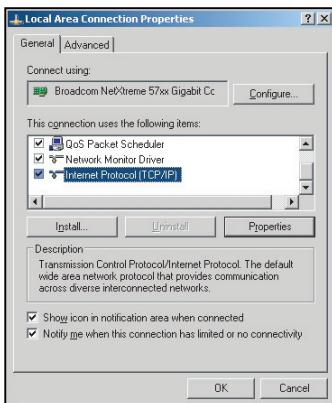 Local Area Connection Properties
General Advanced
Connect using:
Broadcom NetXtreme 57xx Gigabit Cc
Configure...
This connection uses the following items:
QoS Packet Scheduler
Network Monitor Driver
Internet Protocol (TCP/IP)
Install... Uninstall Properties
Description
Transmission Control Protocol/Internet Protocol. The default
wide area network protocol that provides communication
across diverse interconnected networks.
Show icon in notification area when connected
Notify me when this connection has limited or no connectivity
OK Cancel